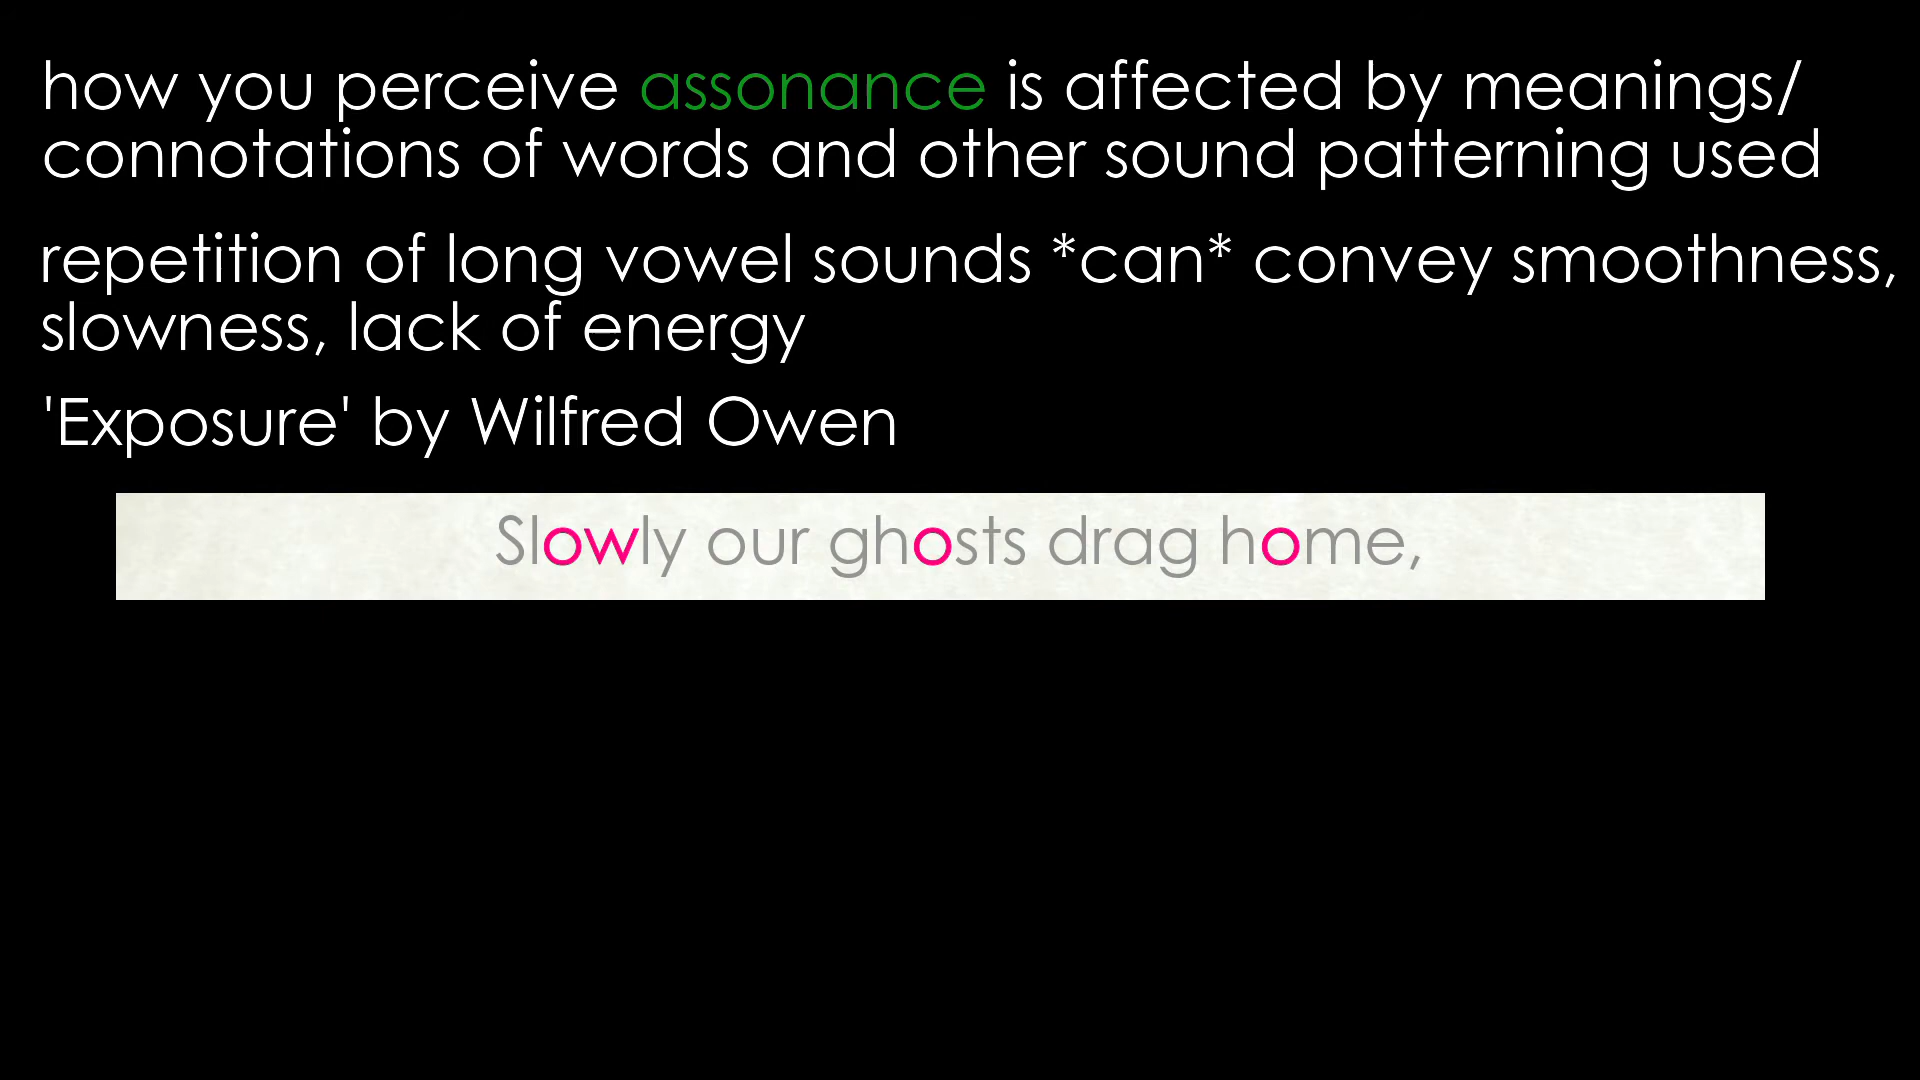 how you perceive assonance is affected by meanings/
connotations of words and other sound patterning used
repetition of long vowel sounds *can* convey smoothness,
slowness, lack of energy
'Exposure' by Wilfred Owen
Slowly our ghosts drag home,